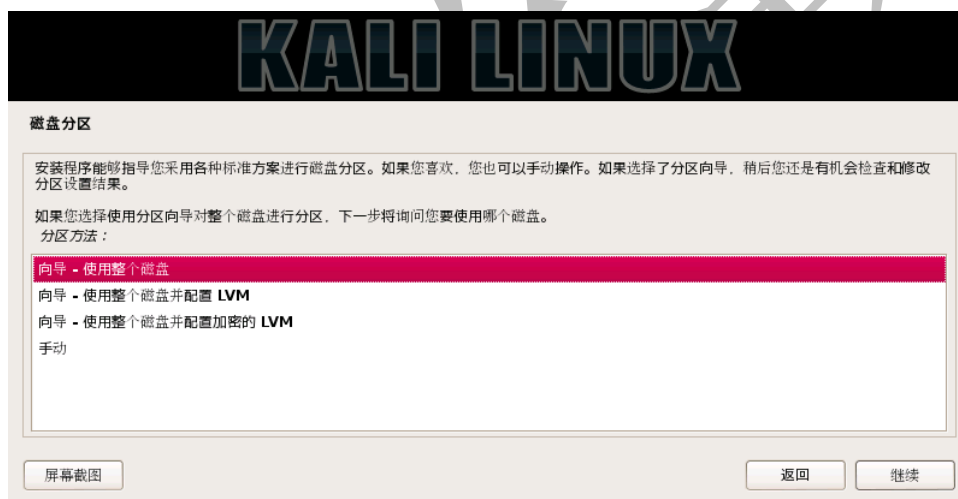 KALI LINUX
磁盘分区
安装程序能够指导您采用各种标准方案进行磁盘分区。如果您喜欢，您也可以手动操作。如果选择了分区向导，稍后您还是有机会检查和修改
分区设置结果。
如果您选择使用分区向导对整个磁盘进行分区，下一步将询问您要使用哪个磁盘。
分区方法：
向导 - 使用整个磁盘
向导 - 使用整个磁盘并配置 LVM
向导 - 使用整个磁盘并配置加密的 LVM
手动
屏幕截图
返回
继续